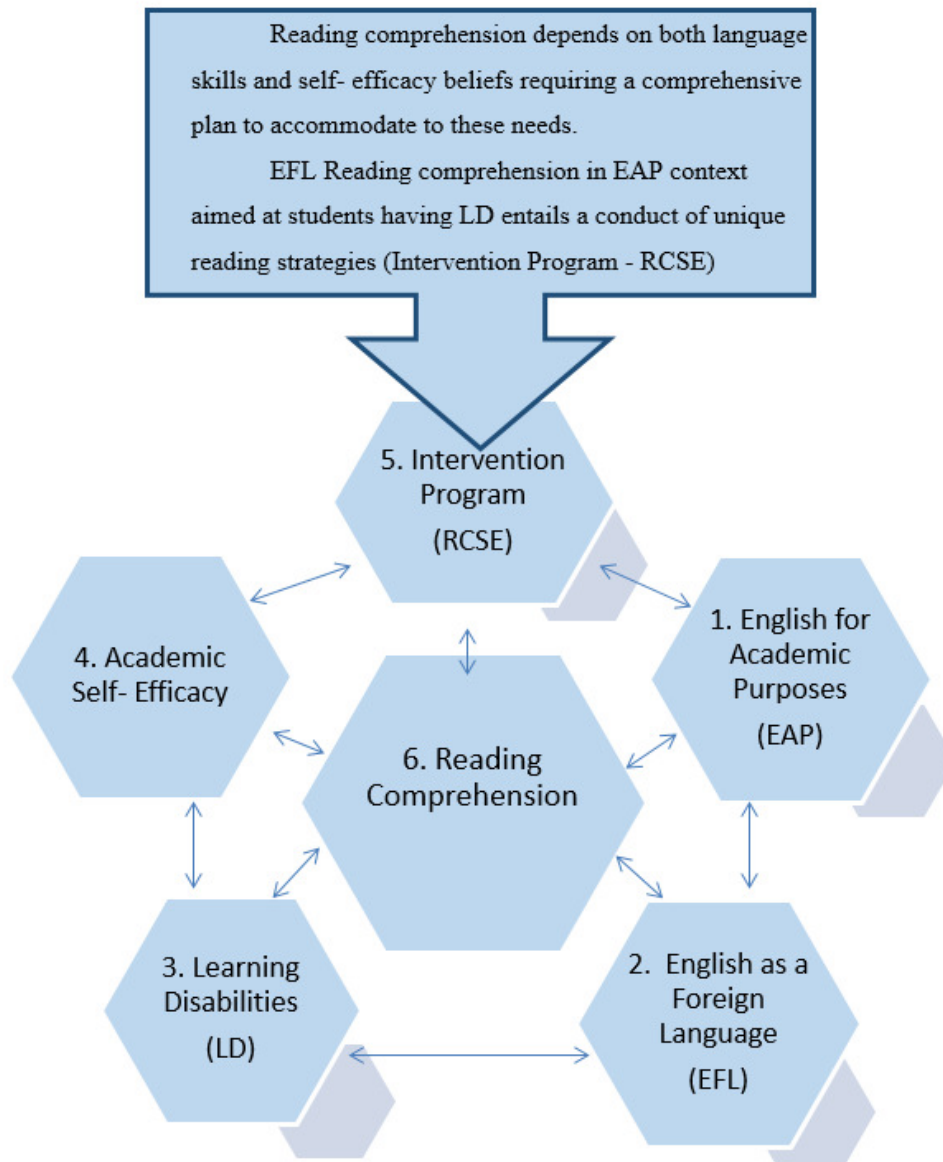 Reading comprehension depends on both language
skills and self- efficacy beliefs requiring a comprehensive
plan to accommodate to these needs.
EFL Reading comprehension in EAP context
aimed at students having LD entails a conduct of unique
reading strategies (Intervention Program - RCSE)
5. Intervention
Program
(RCSE)
1. English for
Academic
Purposes
(EAP)
4. Academic
Self- Efficacy
6. Reading
Comprehension
3. Learning
Disabilities
(LD)
2. English as a
Foreign
Language
(EFL)